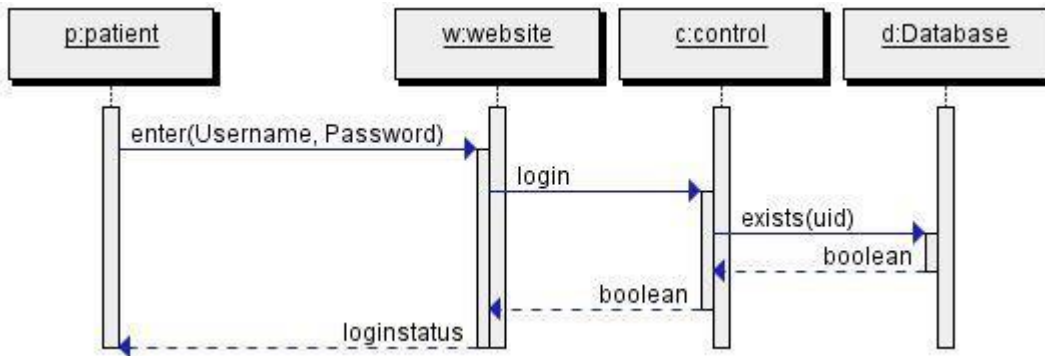 p:patient
w:website
c:control
d:Database
enter(Username, Password)
login
exists(uid)
boolean
boolean
loginstatus